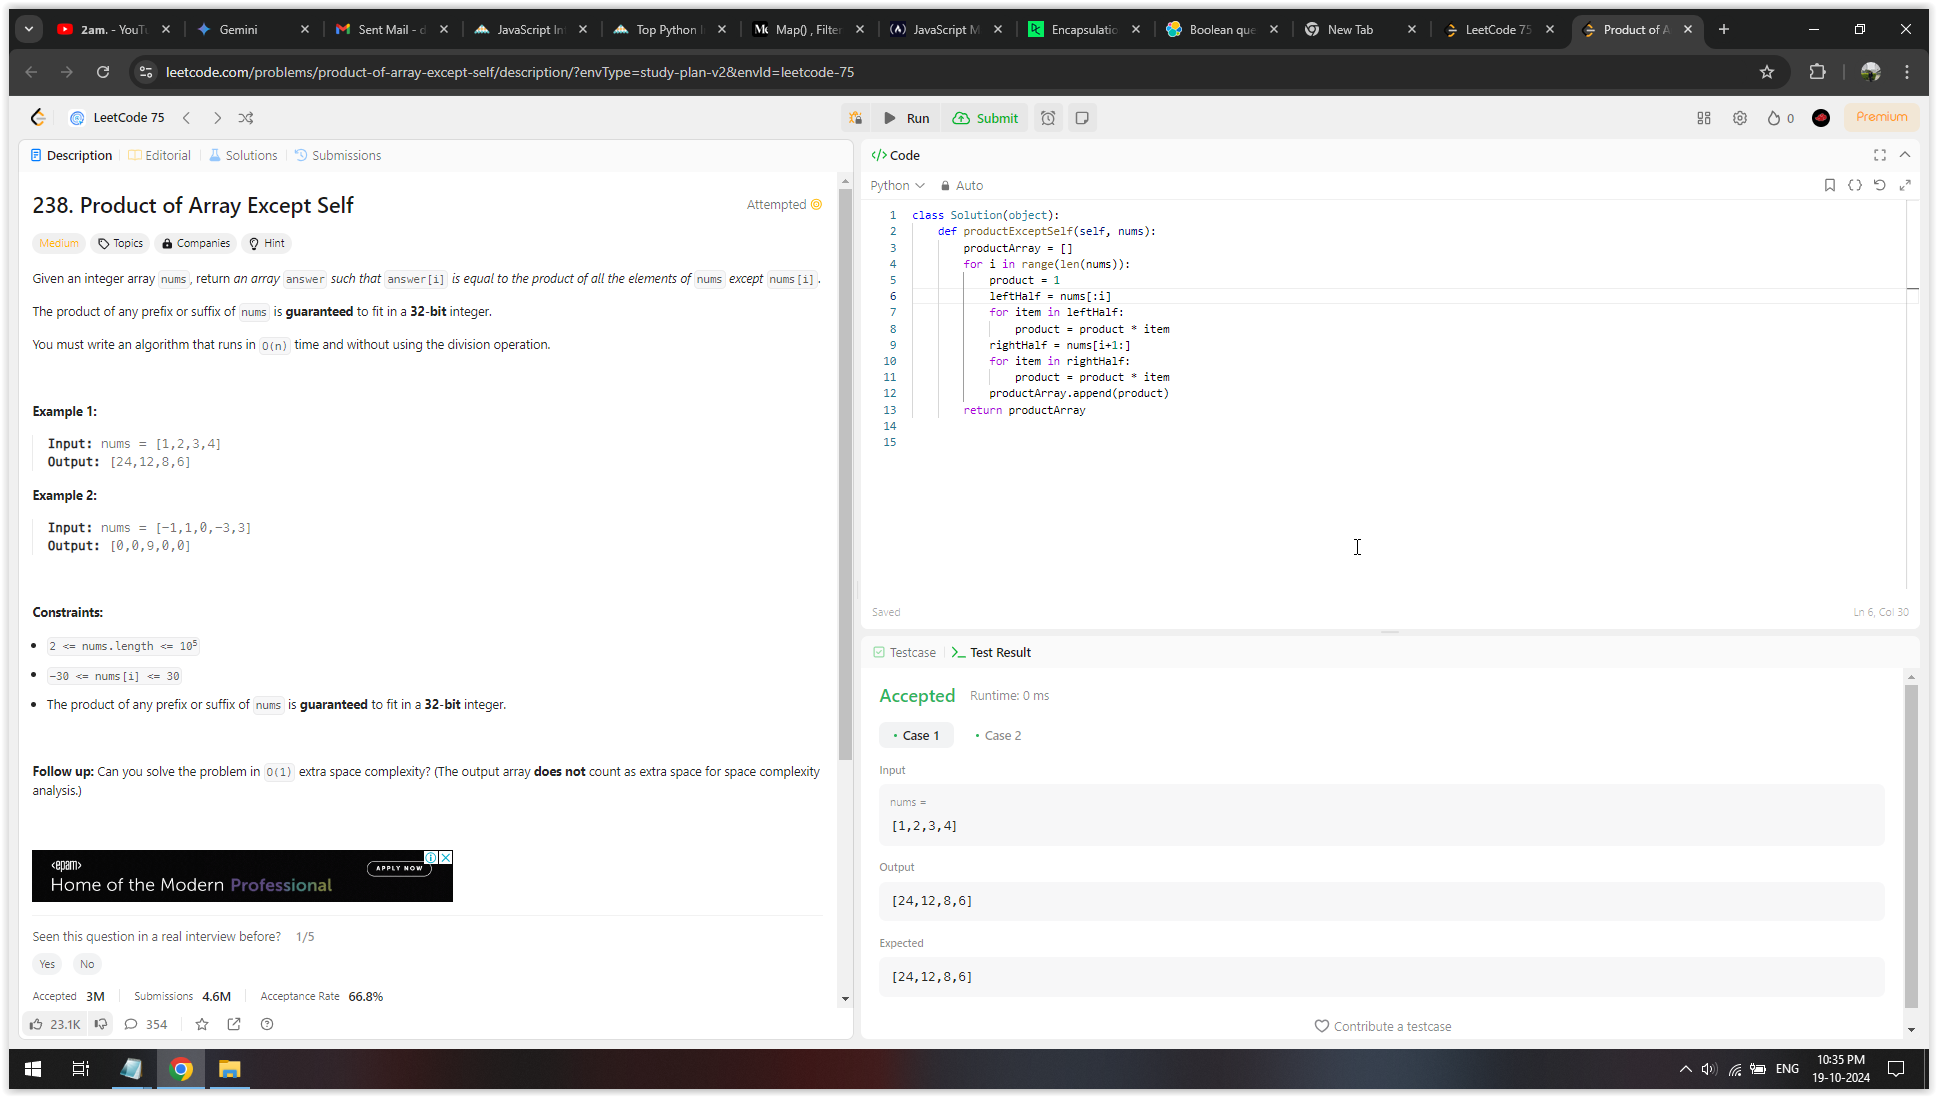 2am. - YouTu
Gemini
Sent Mail - d
JavaScript Int
Top Python I
Map() , Filter
JavaScript M
Encapsulatio
Boolean que
New Tab
LeetCode 75
Product of A
leetcode.com/problems/product-of-array-except-self/description/?envType=study-plan-v2&envId=leetcode-75
LeetCode 75
Run
Submit
0
Premium
Description
Editorial
Solutions
Submissions
238. Product of Array Except Self
Attempted
Medium
Topics
Companies
Hint
Given an integer array nums, return an array answer such that answer[i] is equal to the product of all the elements of nums except nums[i].
The product of any prefix or suffix of nums is guaranteed to fit in a 32-bit integer.
You must write an algorithm that runs in O(n) time and without using the division operation.
Example 1:
Input: nums = [1,2,3,4]
Output: [24,12,8,6]
Example 2:
Input: nums = [-1,1,0,-3,3]
Output: [0,0,9,0,0]
Constraints:
2 <= nums.length <= 10⁵
-30 <= nums[i] <= 30
The product of any prefix or suffix of nums is guaranteed to fit in a 32-bit integer.
Follow up: Can you solve the problem in O(1) extra space complexity? (The output array does not count as extra space for space complexity
analysis.)
<epam>
Home of the Modern Professional
APPLY NOW
Seen this question in a real interview before? 1/5
Yes
No
Accepted 3M
Submissions 4.6M
Acceptance Rate 66.8%
23.1K
354
</> Code
Python
Auto
1 class Solution(object):
2 def productExceptSelf(self, nums):
3 productArray = []
4 for i in range(len(nums)):
5 product = 1
6 leftHalf = nums[:i]
7 for item in leftHalf:
8 product = product * item
9 rightHalf = nums[i+1:]
10 for item in rightHalf:
11 product = product * item
12 productArray.append(product)
13 return productArray
14
15
Saved
Ln 6, Col 30
Testcase
Test Result
Accepted
Runtime: 0 ms
Case 1
Case 2
Input
nums =
[1,2,3,4]
Output
[24,12,8,6]
Expected
[24,12,8,6]
Contribute a testcase
ENG
10:35 PM
19-10-2024